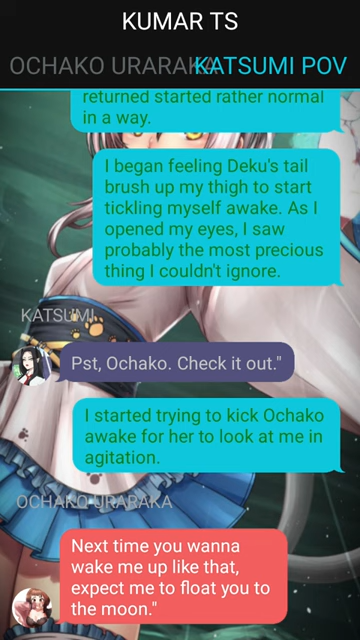 KUMAR TS
OCHAKO URARAKA
KATSUMI POV
returned started rather normal
in a way.
I began feeling Deku's tail
brush up my thigh to start
tickling myself awake. As I
opened my eyes, I saw
probably the most precious
thing I couldn't ignore.
KATSUMI
Pst, Ochako. Check it out."
I started trying to kick Ochako
awake for her to look at me in
agitation.
OCHAKO URARAKA
Next time you wanna
wake me up like that,
expect me to float you to
the moon."